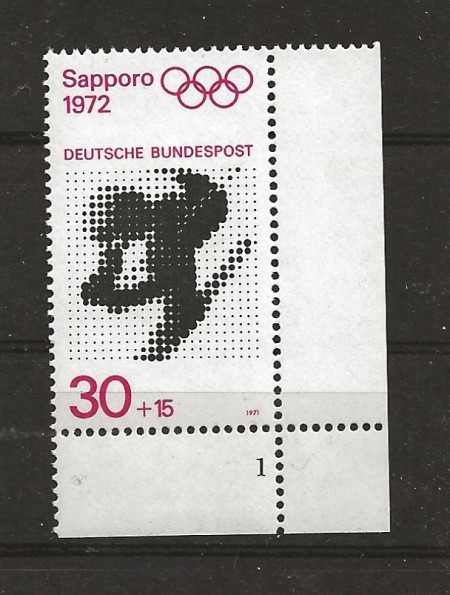 Sapporo
1972
DEUTSCHE BUNDESPOST
30 +15
1971
1